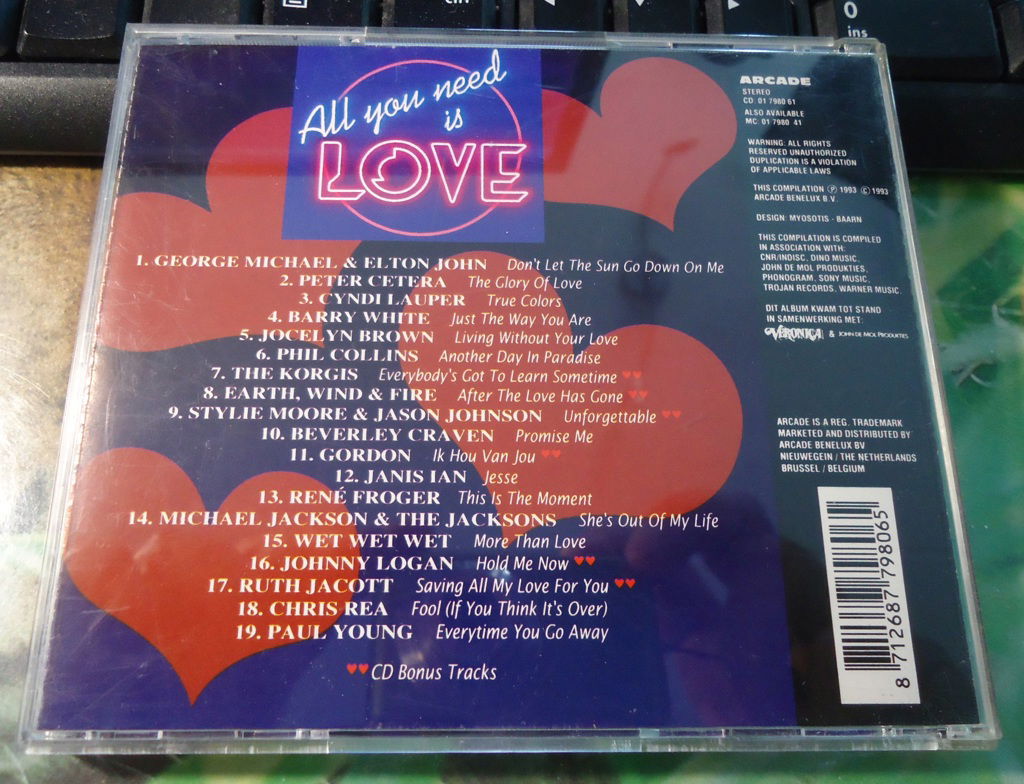 0
ins
All you need
is
LOVE
1. GEORGE MICHAEL & ELTON JOHN Don't Let The Sun Go Down On Me
2. PETER CETERA The Glory Of Love
3. CYNDI LAUPER True Colors
4. BARRY WHITE Just The Way You Are
5. JOCELYN BROWN Living Without Your Love
6. PHIL COLLINS Another Day In Paradise
7. THE KORGIS Everybody's Got To Learn Sometime ♥♥
8. EARTH, WIND & FIRE After The Love Has Gone ♥♥
9. STYLIE MOORE & JASON JOHNSON Unforgettable ♥♥
10. BEVERLEY CRAVEN Promise Me
11. GORDON Ik Hou Van Jou ♥♥
12. JANIS IAN Jesse
13. RENÉ FROGER This Is The Moment
14. MICHAEL JACKSON & THE JACKSONS She's Out Of My Life
15. WET WET WET More Than Love
16. JOHNNY LOGAN Hold Me Now ♥♥
17. RUTH JACOTT Saving All My Love For You ♥♥
18. CHRIS REA Fool (If You Think It's Over)
19. PAUL YOUNG Everytime You Go Away
♥♥ CD Bonus Tracks
ARCADE
STEREO
CD 01 7980 61
ALSO AVAILABLE
MC 01 7980 41
WARNING: ALL RIGHTS
RESERVED UNAUTHORIZED
DUPLICATION IS A VIOLATION
OF APPLICABLE LAWS
THIS COMPILATION ℗ 1993 © 1993
ARCADE BENELUX B.V.
DESIGN: MYOSOTIS - BAARN
THIS COMPILATION IS COMPILED
IN ASSOCIATION WITH:
CNR/INDISC, DINO MUSIC,
JOHN DE MOL PRODUKTIES,
PHONOGRAM, SONY MUSIC,
TROJAN RECORDS, WARNER MUSIC.
DIT ALBUM KWAM TOT STAND
IN SAMENWERKING MET:
VERONICA & JOHN DE MOL PRODUKTIES
ARCADE IS A REG. TRADEMARK
MARKETED AND DISTRIBUTED BY
ARCADE BENELUX BV
NIEUWEGEIN / THE NETHERLANDS
BRUSSEL / BELGIUM
8 712687 798065